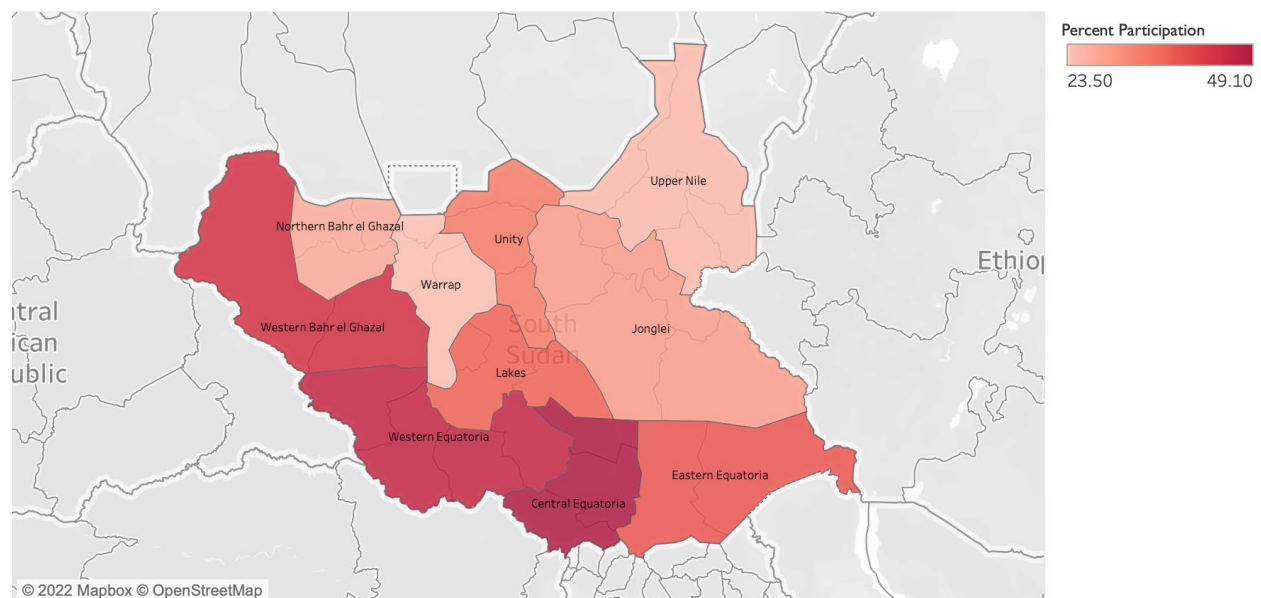 Percent Participation
23.50 49.10
Upper Nile
Northern Bahr el Ghazal
Unity
Ethiop
Warrap
ntral
ican
ublic
Western Bahr el Ghazal
South
Sudan
Jonglei
Lakes
Western Equatoria
Eastern Equatoria
Central Equatoria
© 2022 Mapbox © OpenStreetMap